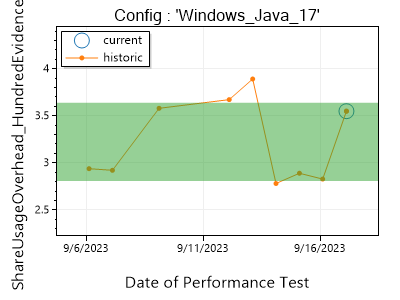 Config : 'Windows_Java_17'
current
historic
ShareUsageOverhead_HundredEvidence
4
3.5
3
2.5
9/6/2023
9/11/2023
9/16/2023
Date of Performance Test